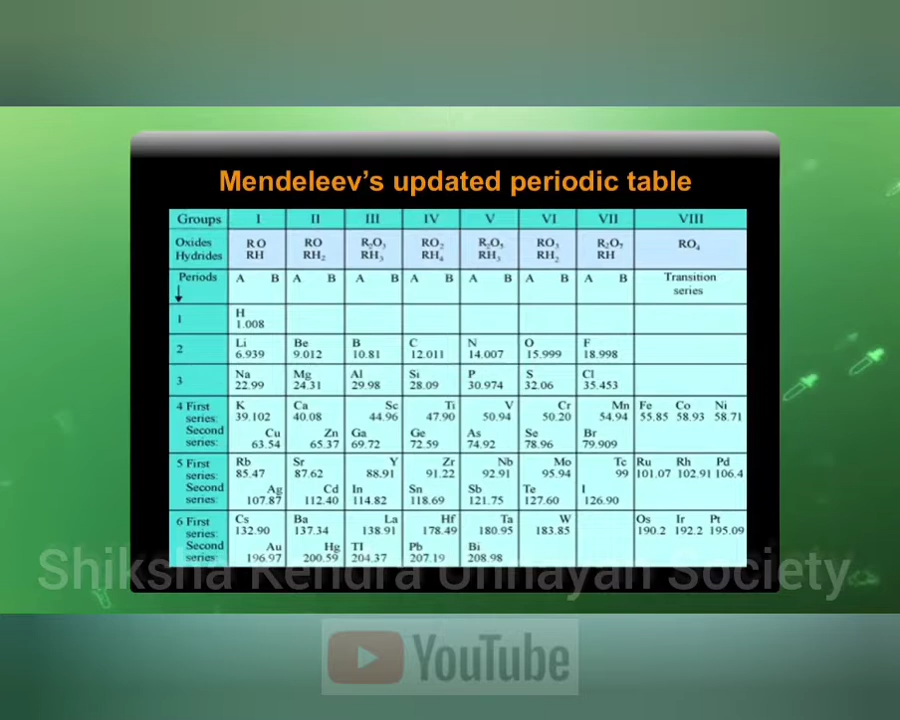 Mendeleev's updated periodic table
Groups I II III IV V VI VII VIII
Oxides RO RO R₂O₃ RO₂ R₂O₅ RO₃ R₂O₇ RO₄
Hydrides RH RH₂ RH₃ RH₄ RH₃ RH₂ RH
Periods A B A B A B A B A B A B A B Transition
↓ series
1 H
1.008
2 Li Be B C N O F
6.939 9.012 10.81 12.011 14.007 15.999 18.998
3 Na Mg Al Si P S Cl
22.99 24.31 29.98 28.09 30.974 32.06 35.453
4 First K Ca Sc Ti V Cr Mn Fe Co Ni
series: 39.102 40.08 44.96 47.90 50.94 50.20 54.94 55.85 58.93 58.71
Second Cu Zn Ga Ge As Se Br
series: 63.54 65.37 69.72 72.59 74.92 78.96 79.909
5 First Rb Sr Y Zr Nb Mo Tc Ru Rh Pd
series: 85.47 87.62 88.91 91.22 92.91 95.94 99 101.07 102.91 106.4
Second Ag Cd In Sn Sb Te I
series: 107.87 112.40 114.82 118.69 121.75 127.60 126.90
6 First Cs Ba La Hf Ta W Os Ir Pt
series: 132.90 137.34 138.91 178.49 180.95 183.85 190.2 192.2 195.09
Second Au Hg Tl Pb Bi
series: 196.97 200.59 204.37 207.19 208.98
Shiksha Kendra Unnayan Society
YouTube